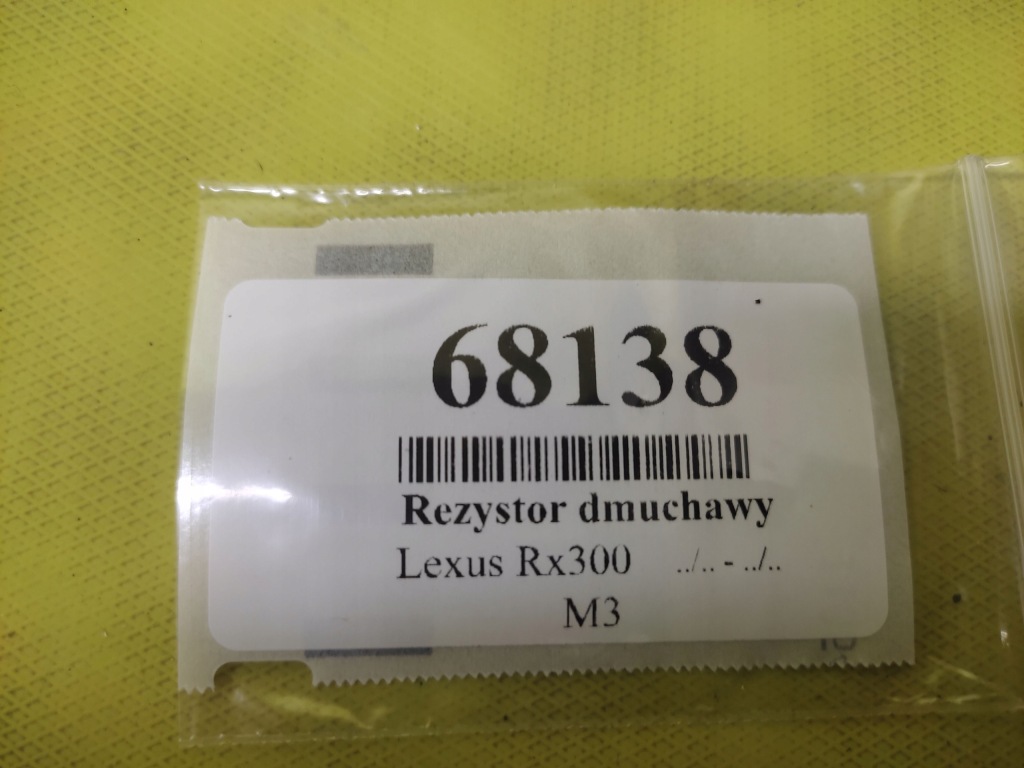 68138
Rezystor dmuchawy
Lexus Rx300 ../.. - ../..
M3